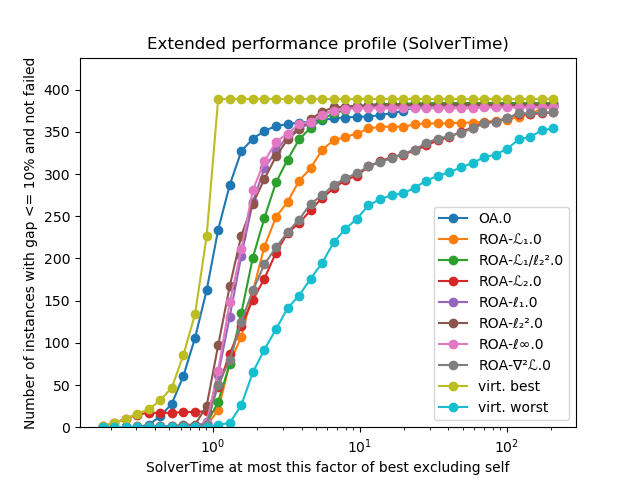 Extended performance profile (SolverTime)
Number of instances with gap <= 10% and not failed
400
350
300
250
200
150
100
50
0
10⁰
10¹
10²
SolverTime at most this factor of best excluding self
OA.0
ROA-ℒ₁.0
ROA-ℒ₁/ℓ₂².0
ROA-ℒ₂.0
ROA-ℓ₁.0
ROA-ℓ₂².0
ROA-ℓ∞.0
ROA-∇²ℒ.0
virt. best
virt. worst